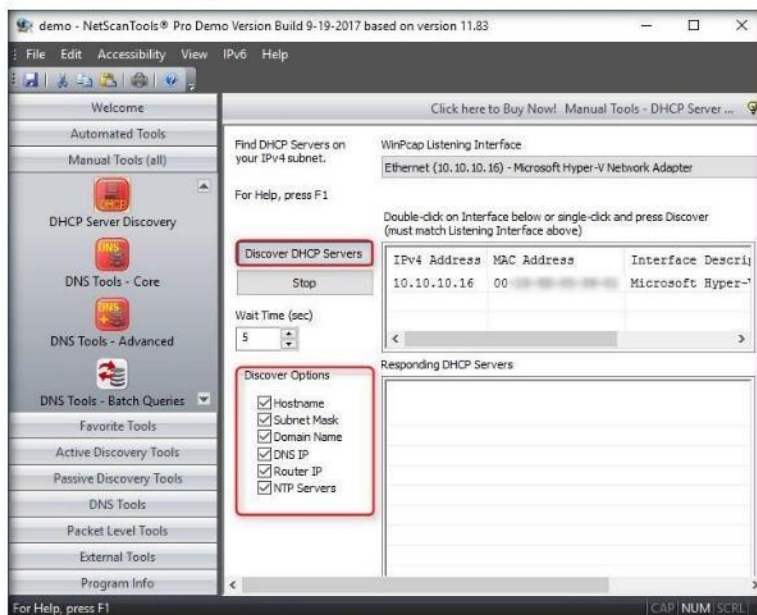 demo - NetScanTools® Pro Demo Version Build 9-19-2017 based on version 11.83
File Edit Accessibility View IPv6 Help
Welcome
Automated Tools
Manual Tools (all)
DHCP Server Discovery
DNS Tools - Core
DNS Tools - Advanced
DNS Tools - Batch Queries
Favorite Tools
Active Discovery Tools
Passive Discovery Tools
DNS Tools
Packet Level Tools
External Tools
Program Info
Click here to Buy Now! Manual Tools - DHCP Server ...
Find DHCP Servers on
your IPv4 subnet.
For Help, press F1
Discover DHCP Servers
Stop
Wait Time (sec)
5
Discover Options
Hostname
Subnet Mask
Domain Name
DNS IP
Router IP
NTP Servers
WinPcap Listening Interface
Ethernet (10.10.10.16) - Microsoft Hyper-V Network Adapter
Double-click on Interface below or single-click and press Discover
(must match Listening Interface above)
IPv4 Address MAC Address Interface Descri
10.10.10.16 00 Microsoft Hyper-
Responding DHCP Servers
For Help, press F1
CAP NUM SCRL